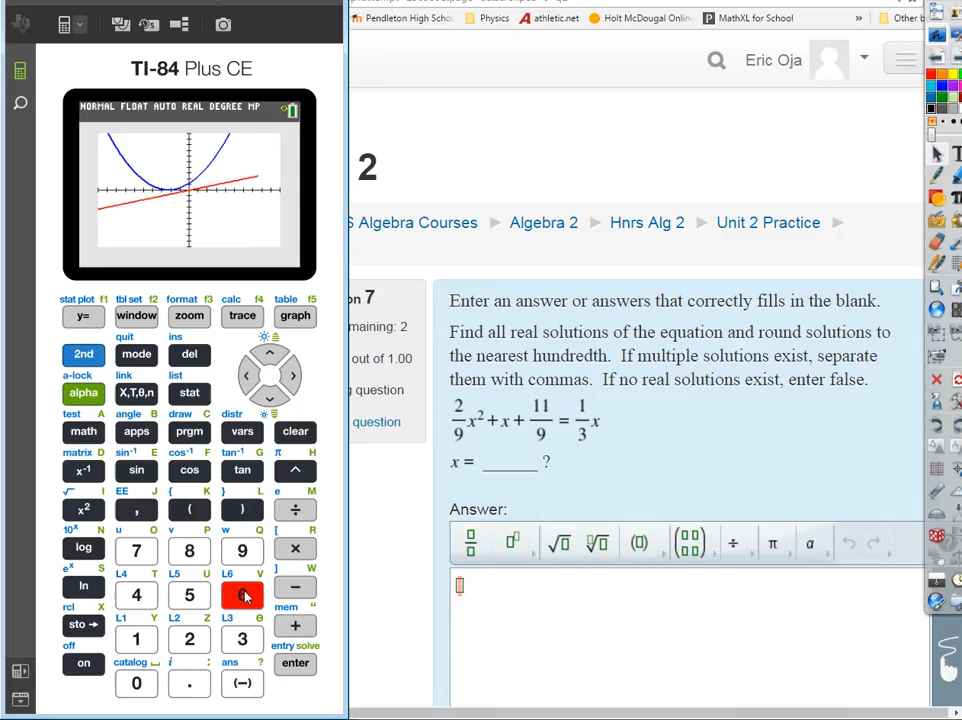 Pendleton High Scho
Physics
athletic.net
Holt McDougal Onlin
MathXL for School
»
Other b
TI-84 Plus CE
NORMAL FLOAT AUTO REAL DEGREE MP
Eric Oja
2
S Algebra Courses
Algebra 2
Hnrs Alg 2
Unit 2 Practice
on 7
maining: 2
out of 1.00
ng question
question
Enter an answer or answers that correctly fills in the blank.
Find all real solutions of the equation and round solutions to
the nearest hundredth. If multiple solutions exist, separate
them with commas. If no real solutions exist, enter false.
2/9 x² + x + 11/9 = 1/3 x
x = ______ ?
Answer:
÷ π α
stat plot f1 tbl set f2 format f3 calc f4 table f5
y= window zoom trace graph
quit ins
2nd mode del
a-lock link list
alpha X,T,θ,n stat
test A angle B draw C distr
math apps prgm vars clear
matrix D sin⁻¹ E cos⁻¹ F tan⁻¹ G π H
x⁻¹ sin cos tan ^
√ I EE J { K } L e M
x² , ( ) ÷
10ˣ N u O v P w Q [ R
log 7 8 9 ×
eˣ S L4 T L5 U L6 V ] W
ln 4 5 6 −
rcl X L1 Y L2 Z L3 θ mem “
sto→ 1 2 3 +
off catalog i : ans ? entry solve
on 0 . (−) enter